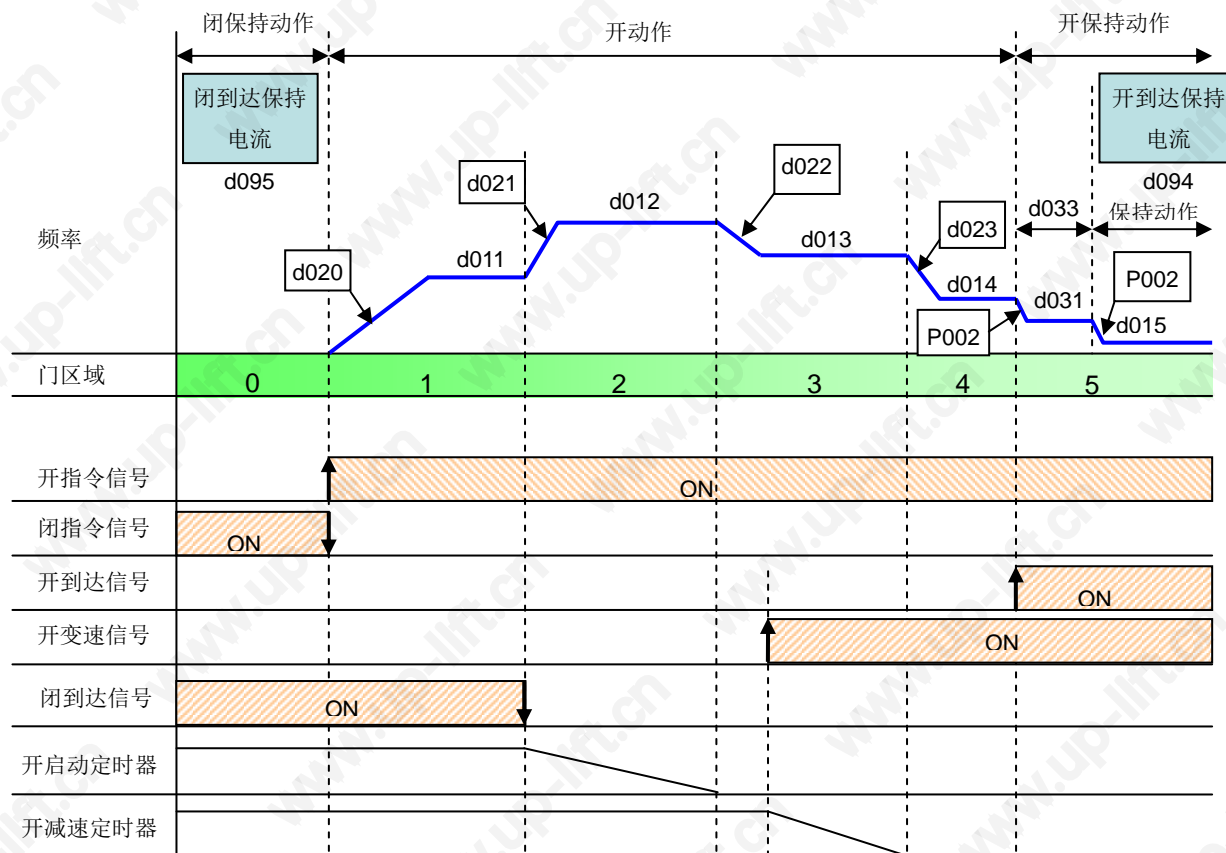 闭保持动作
开动作
开保持动作
闭到达保持
电流
开到达保持
电流
d095
d094
d021
d012
d022
d033
保持动作
频率
d020
d011
d013
d023
d014
d031
P002
P002
d015
门区域
0
1
2
3
4
5
开指令信号
ON
闭指令信号
ON
开到达信号
ON
开变速信号
ON
闭到达信号
ON
开启动定时器
开减速定时器
www.up-lift.cn